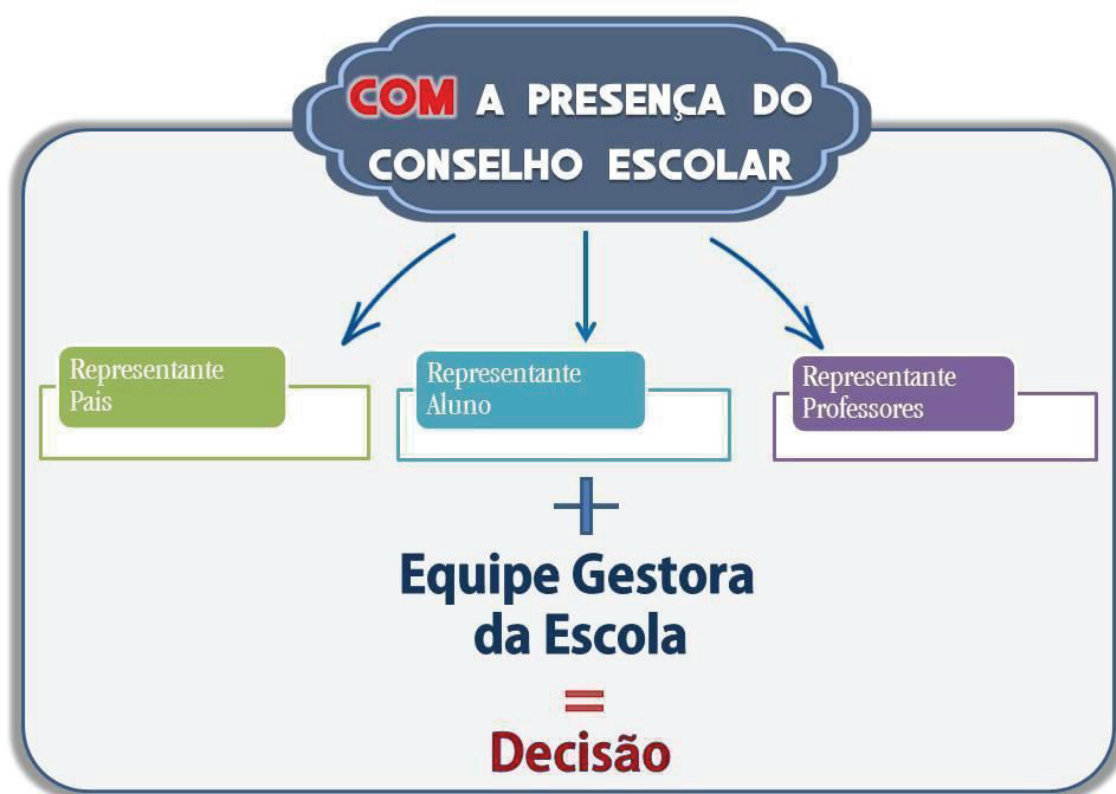 COM A PRESENÇA DO
CONSELHO ESCOLAR
Representante
Pais
Representante
Aluno
Representante
Professores
+
Equipe Gestora
da Escola
=
Decisão